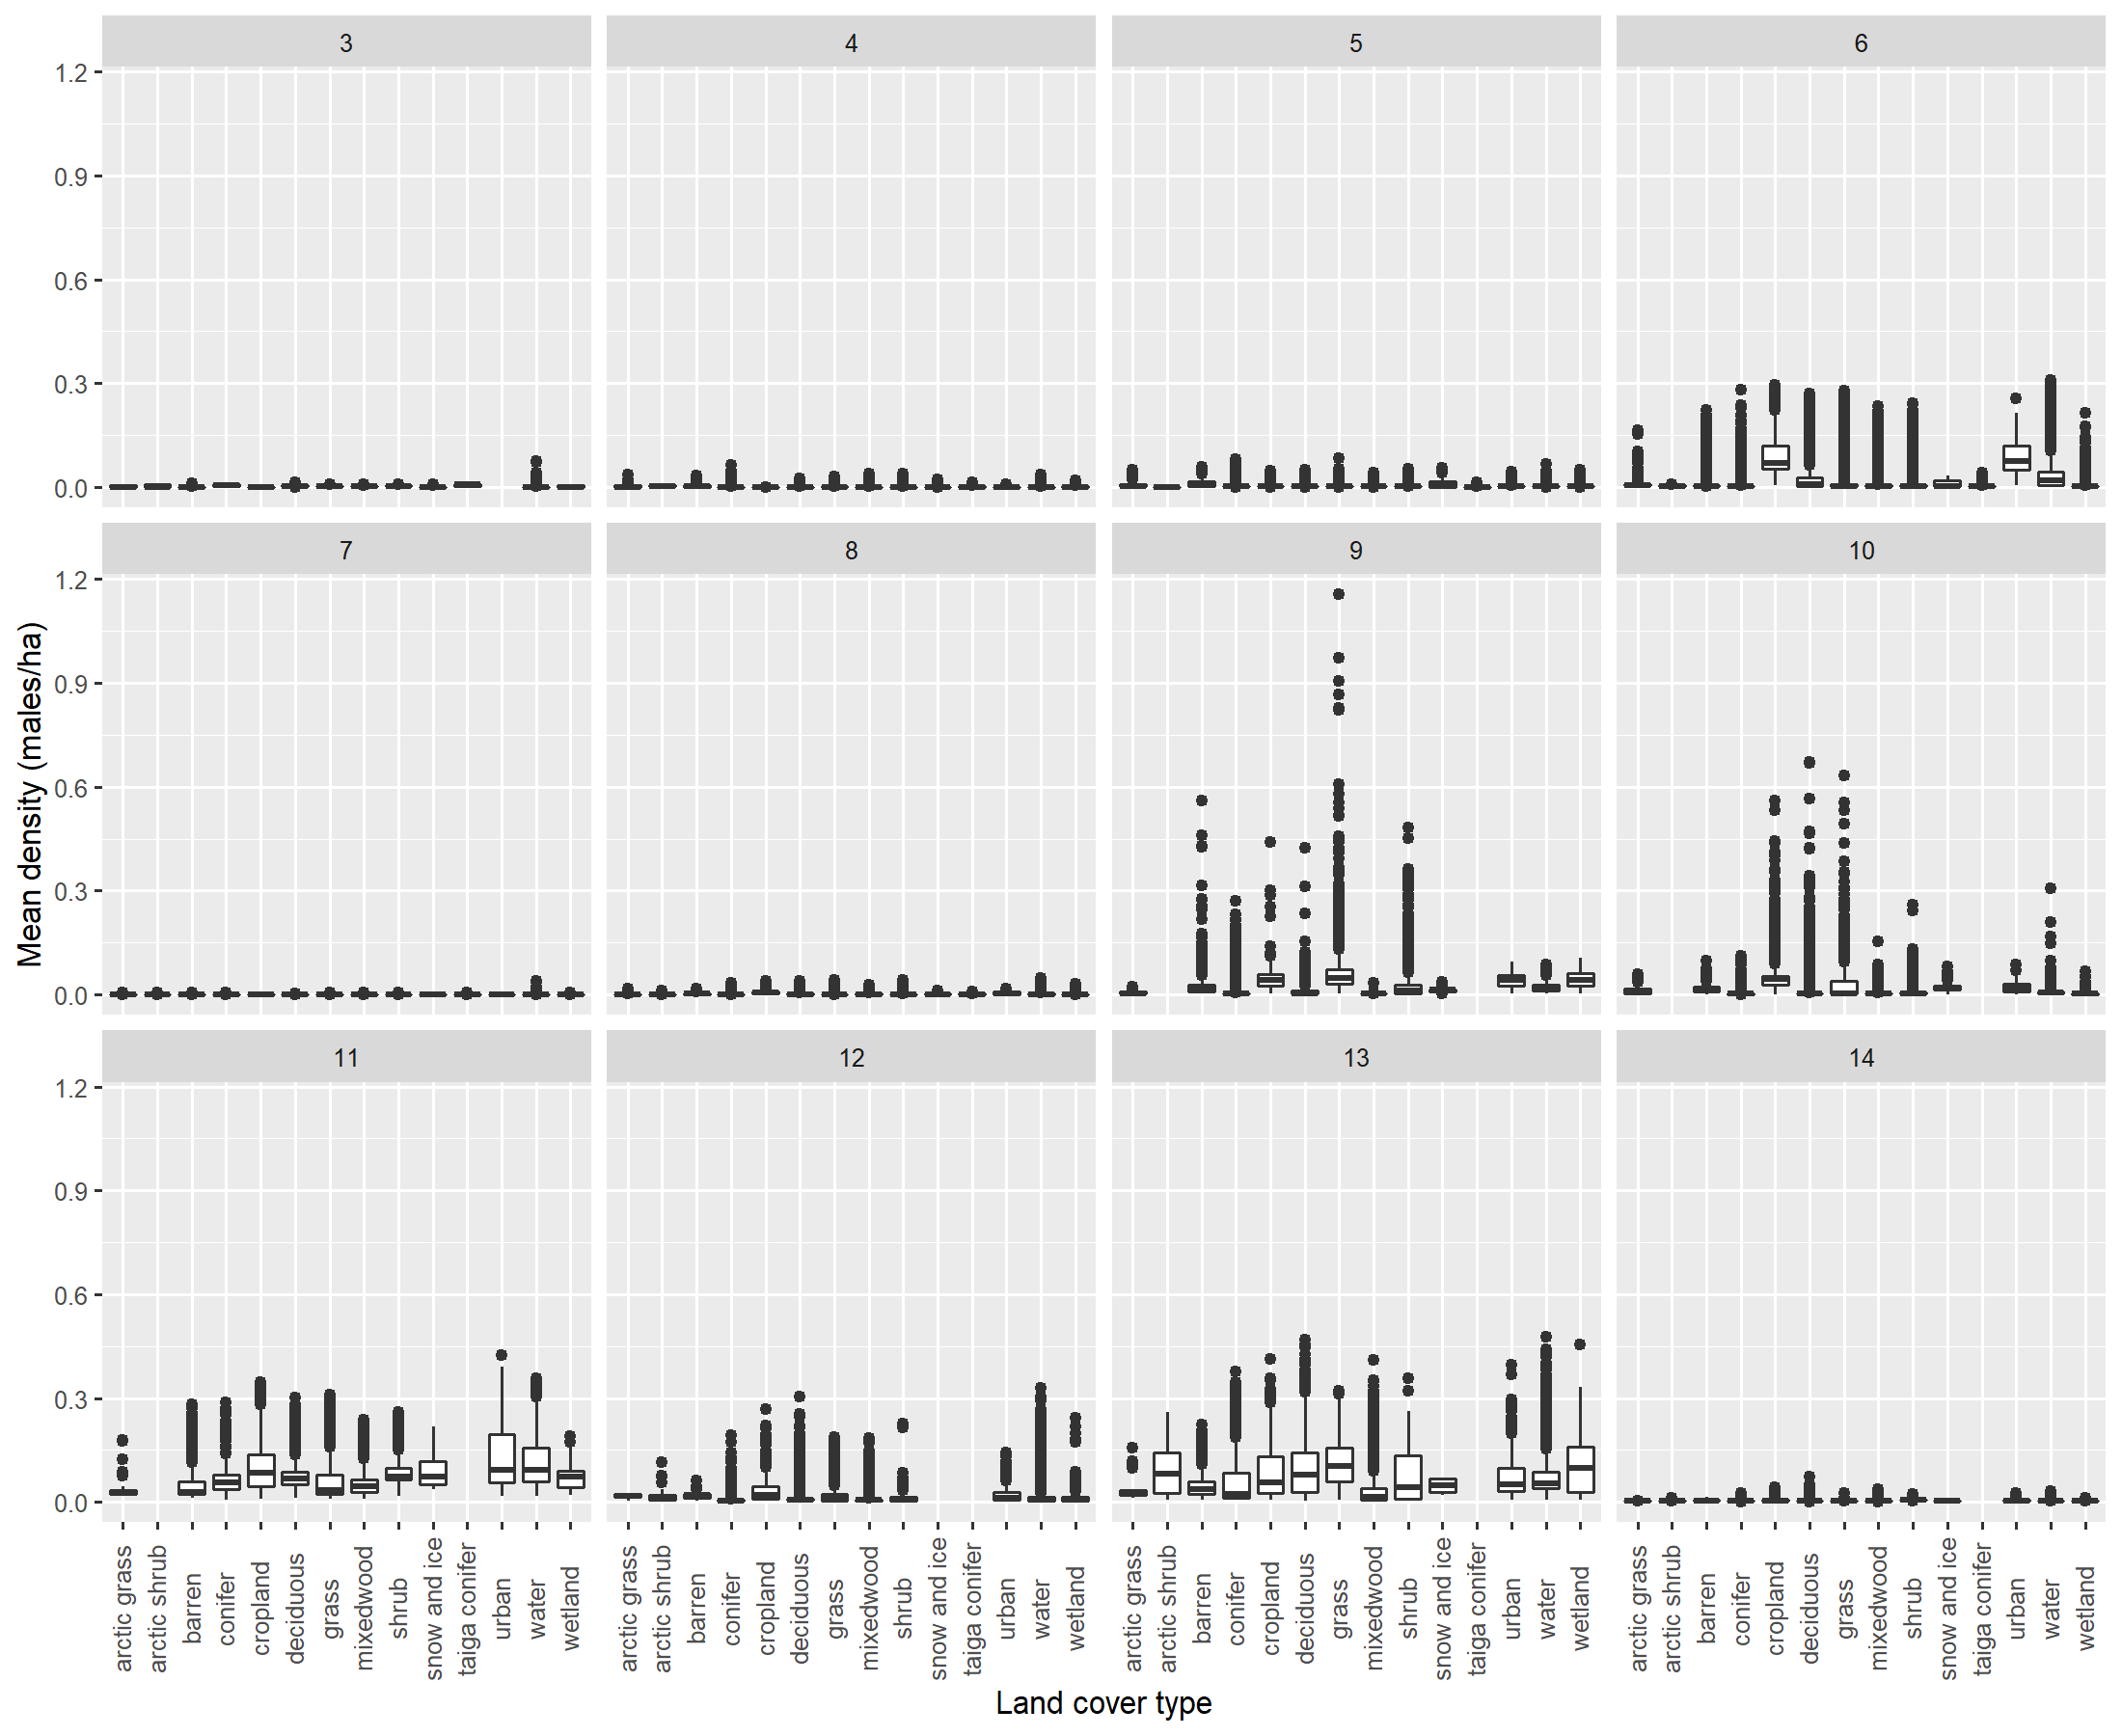 3 4 5 6
1.2
0.9
0.6
0.3
0.0
7 8 9 10
1.2
0.9
0.6
0.3
0.0
11 12 13 14
1.2
0.9
0.6
0.3
0.0
Mean density (males/ha)
arctic grass
arctic shrub
barren
conifer
cropland
deciduous
grass
mixedwood
shrub
snow and ice
taiga conifer
urban
water
wetland
arctic grass
arctic shrub
barren
conifer
cropland
deciduous
grass
mixedwood
shrub
snow and ice
taiga conifer
urban
water
wetland
arctic grass
arctic shrub
barren
conifer
cropland
deciduous
grass
mixedwood
shrub
snow and ice
taiga conifer
urban
water
wetland
arctic grass
arctic shrub
barren
conifer
cropland
deciduous
grass
mixedwood
shrub
snow and ice
taiga conifer
urban
water
wetland
Land cover type